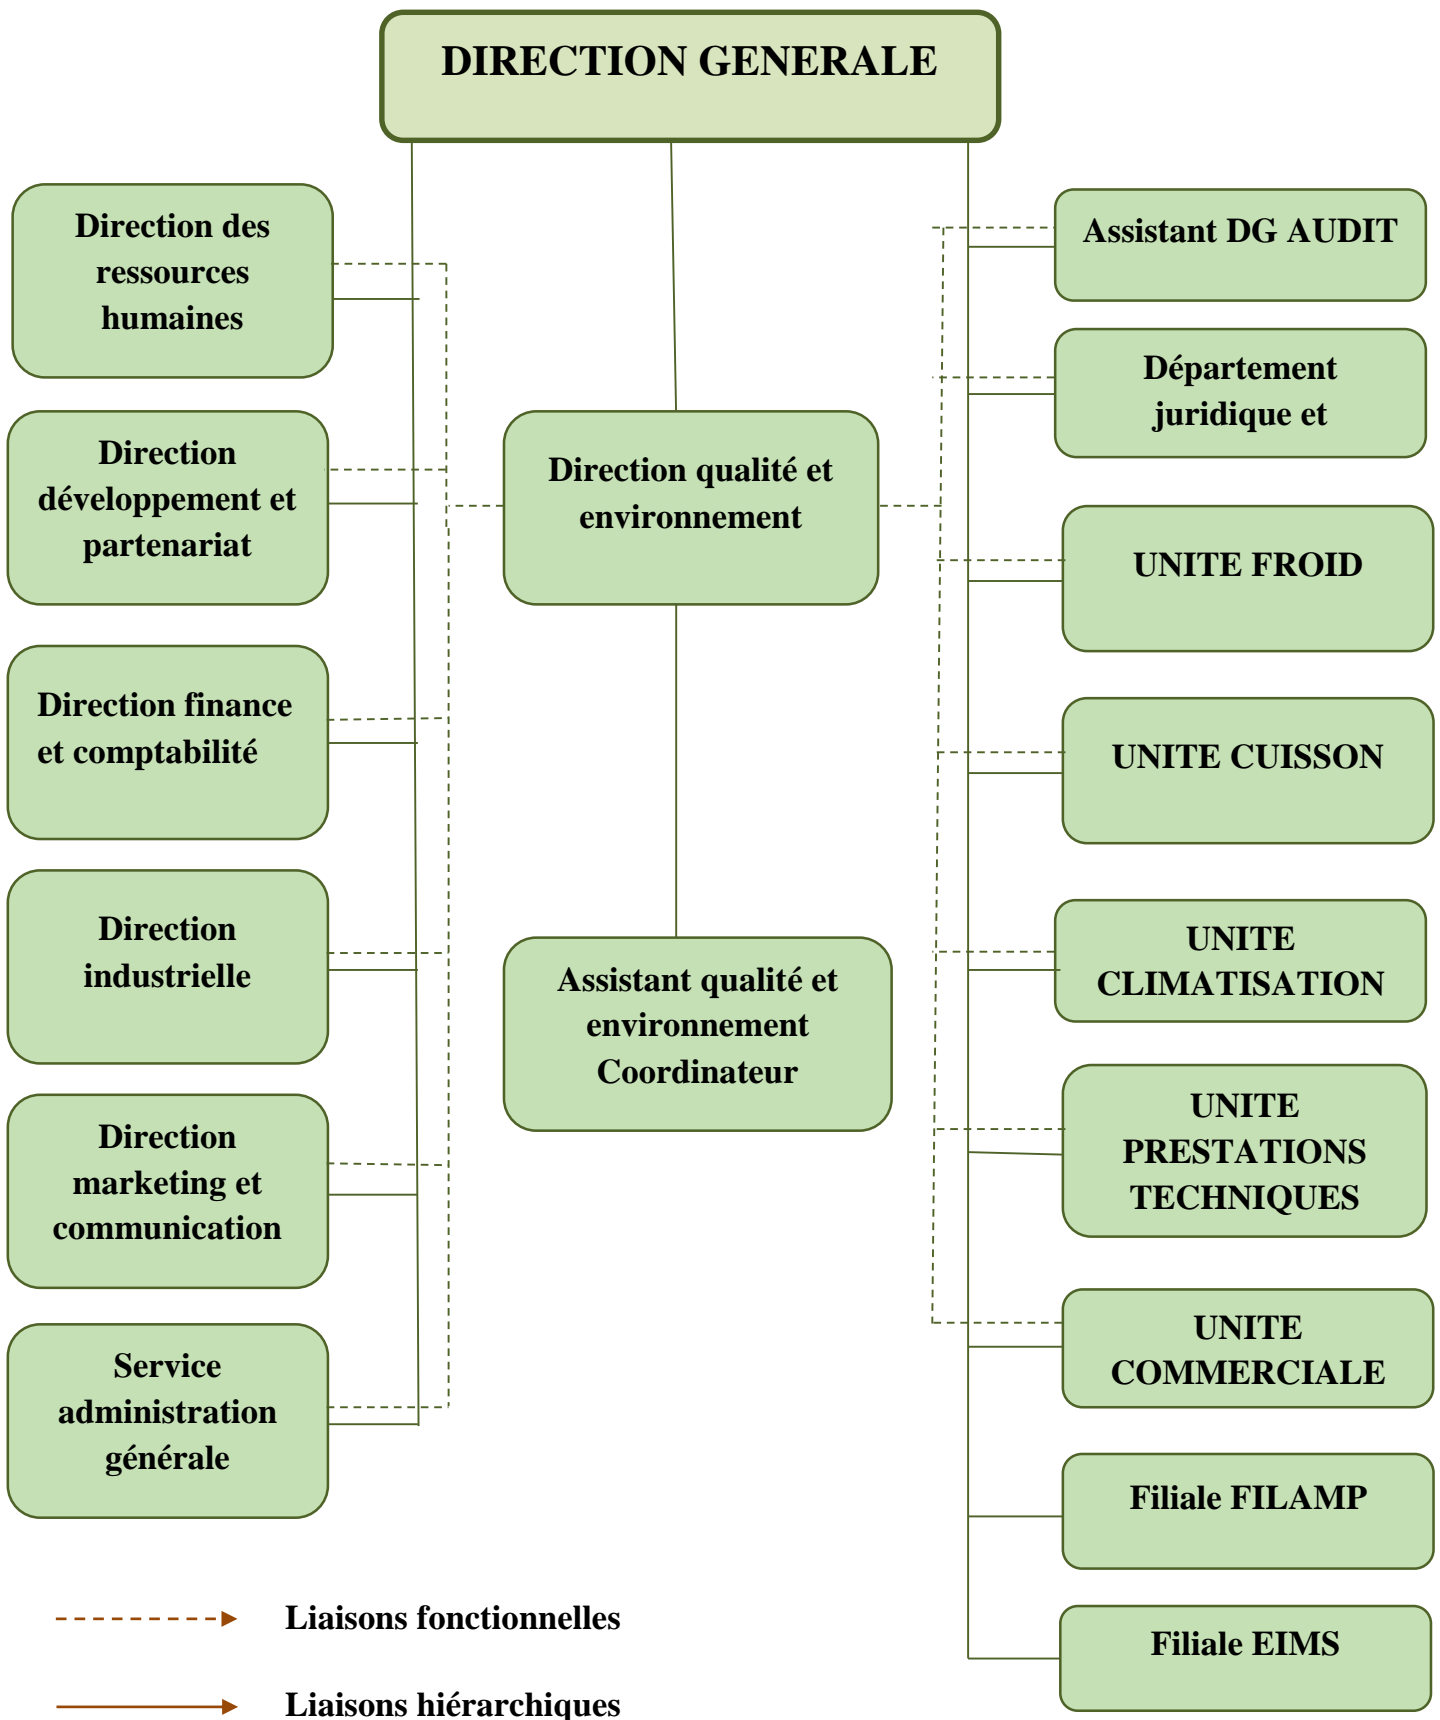 DIRECTION GENERALE
Direction des
ressources
humaines
Direction
développement et
partenariat
Direction finance
et comptabilité
Direction
industrielle
Direction
marketing et
communication
Service
administration
générale
Direction qualité et
environnement
Assistant qualité et
environnement
Coordinateur
Assistant DG AUDIT
Département
juridique et
UNITE FROID
UNITE CUISSON
UNITE
CLIMATISATION
UNITE
PRESTATIONS
TECHNIQUES
UNITE
COMMERCIALE
Filiale FILAMP
Filiale EIMS
Liaisons fonctionnelles
Liaisons hiérarchiques